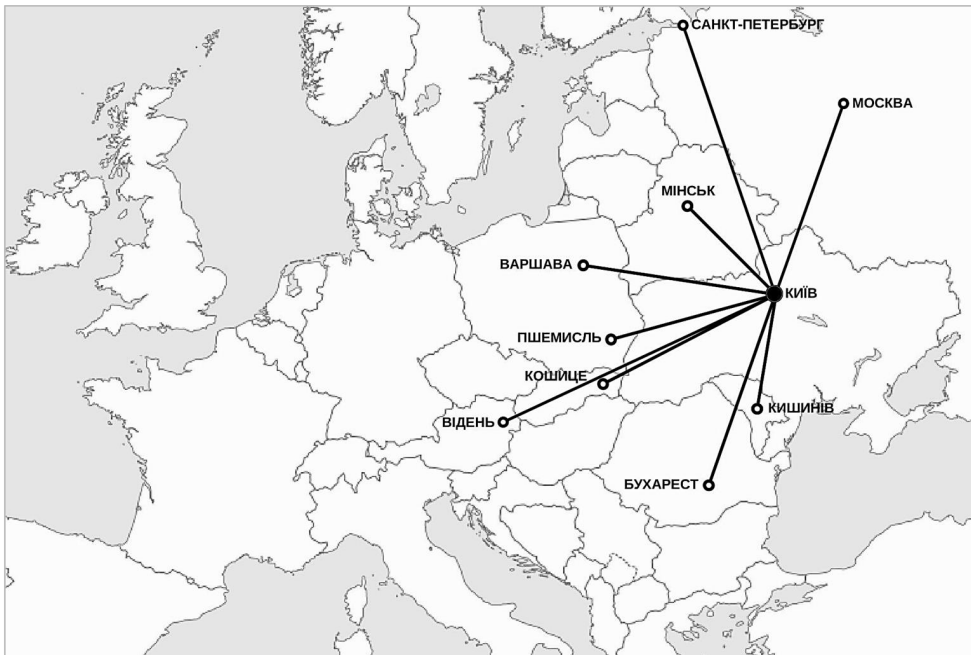 САНКТ-ПЕТЕРБУРГ
МОСКВА
МІНСЬК
ВАРШАВА
КИЇВ
ПШЕМИСЛЬ
КОШИЦЕ
КИШИНІВ
ВІДЕНЬ
БУХАРЕСТ